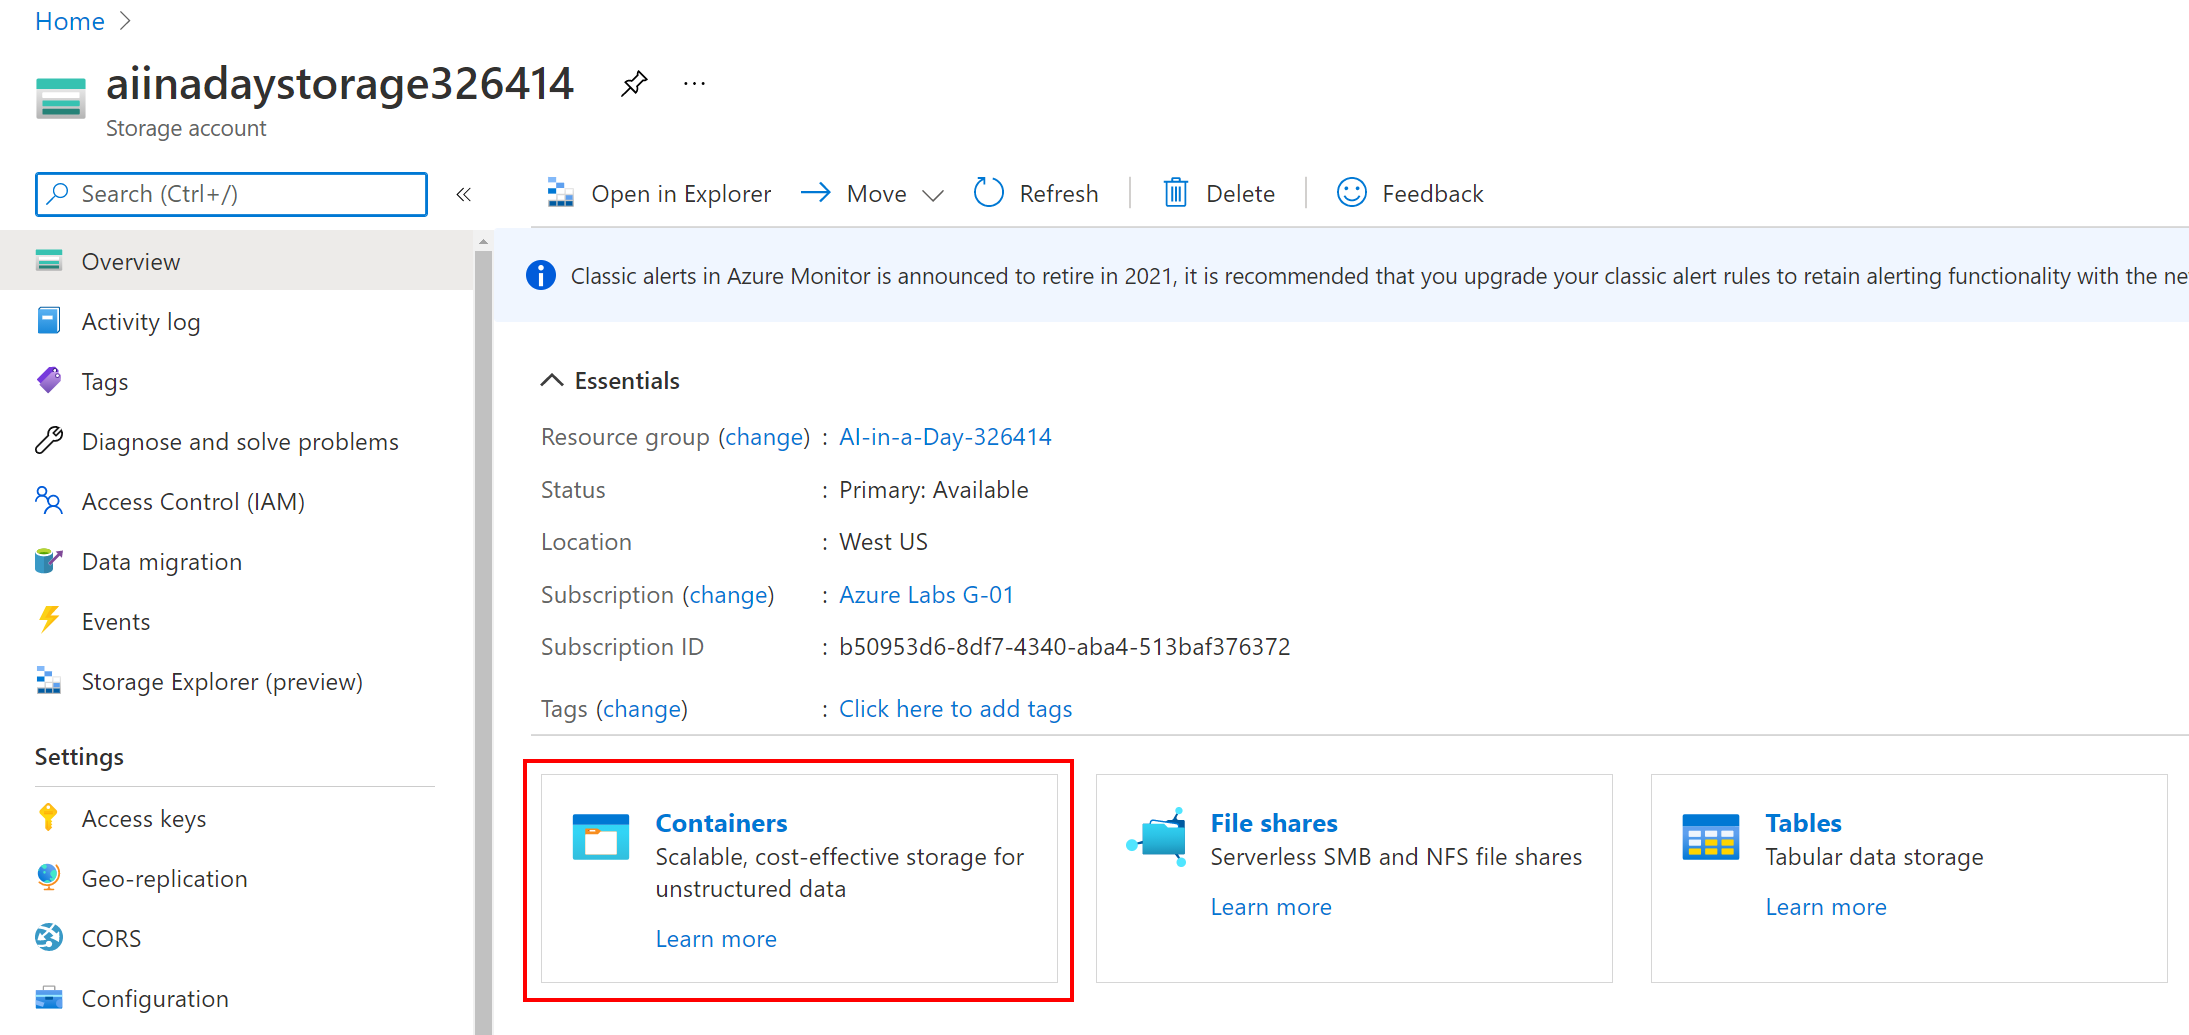 Home
aiinadaystorage326414
Storage account
Search (Ctrl+/)
Open in Explorer Move Refresh Delete Feedback
Overview
Activity log
Tags
Diagnose and solve problems
Access Control (IAM)
Data migration
Events
Storage Explorer (preview)
Settings
Access keys
Geo-replication
CORS
Configuration
Classic alerts in Azure Monitor is announced to retire in 2021, it is recommended that you upgrade your classic alert rules to retain alerting functionality with the
Essentials
Resource group (change) : AI-in-a-Day-326414
Status : Primary: Available
Location : West US
Subscription (change) : Azure Labs G-01
Subscription ID : b50953d6-8df7-4340-aba4-513baf376372
Tags (change) : Click here to add tags
Containers
Scalable, cost-effective storage for
unstructured data
Learn more
File shares
Serverless SMB and NFS file shares
Learn more
Tables
Tabular data storage
Learn more